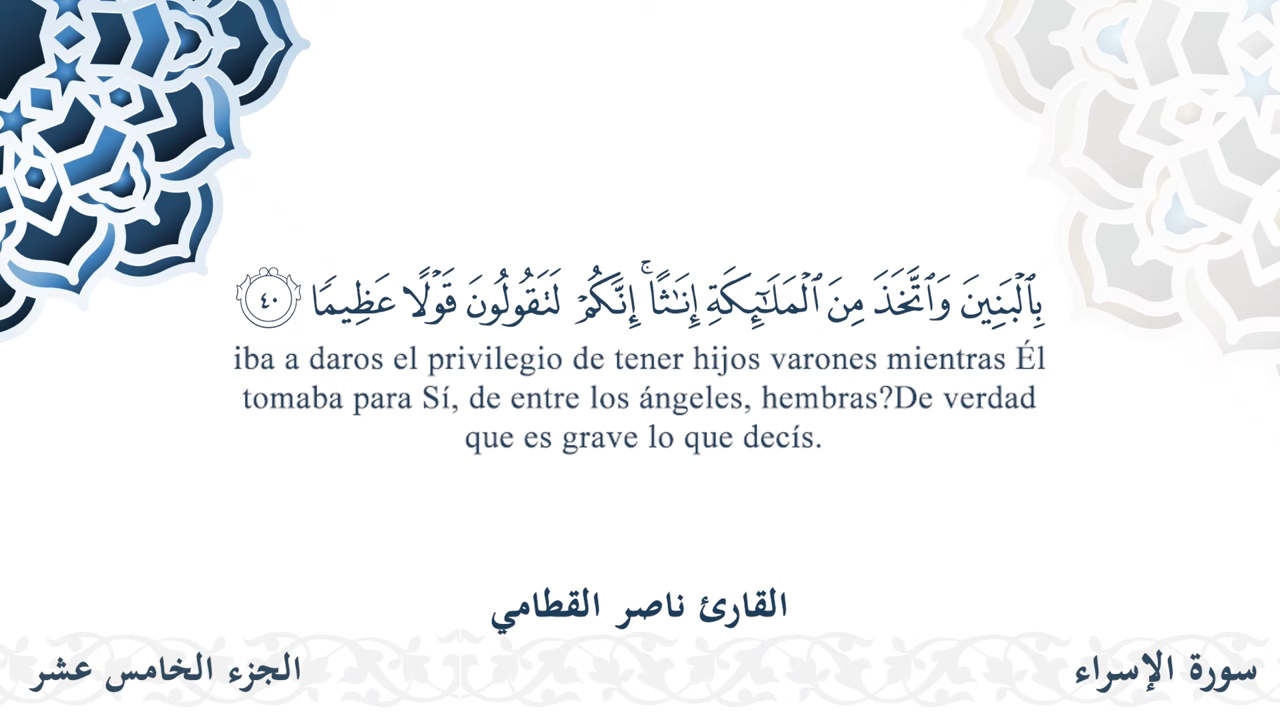 بِٱلْبَنِينَ وَٱتَّخَذَ مِنَ ٱلْمَلَـٰٓئِكَةِ إِنَـٰثًا ۚ إِنَّكُمْ لَتَقُولُونَ قَوْلًا عَظِيمًا ٤٠
iba a daros el privilegio de tener hijos varones mientras Él
tomaba para Sí, de entre los ángeles, hembras?De verdad
que es grave lo que decís.
القارئ ناصر القطامي
سورة الإسراء
الجزء الخامس عشر